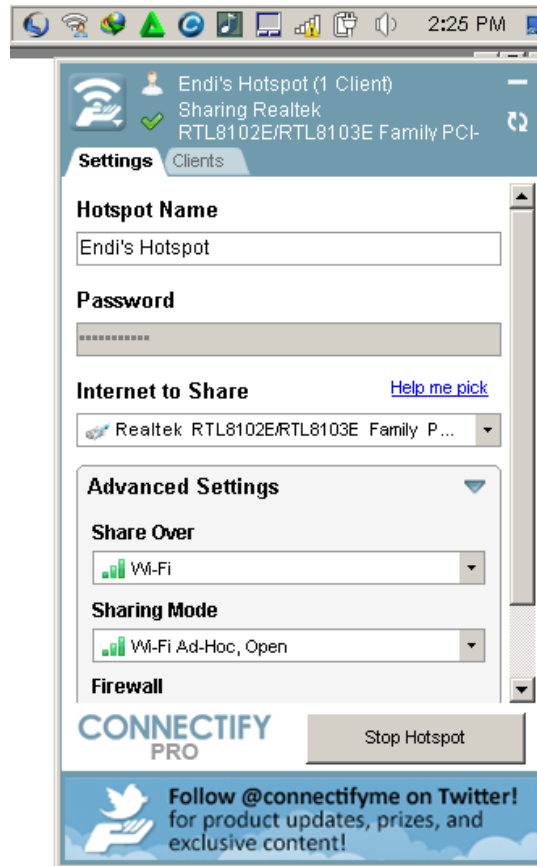 2:25 PM
Endi's Hotspot (1 Client)
Sharing Realtek
RTL8102E/RTL8103E Family PCI-
Settings
Clients
Hotspot Name
Endi's Hotspot
Password
Internet to Share
Help me pick
Realtek RTL8102E/RTL8103E Family P...
Advanced Settings
Share Over
Wi-Fi
Sharing Mode
Wi-Fi Ad-Hoc, Open
Firewall
CONNECTIFY
PRO
Stop Hotspot
Follow @connectifyme on Twitter!
for product updates, prizes, and
exclusive content!